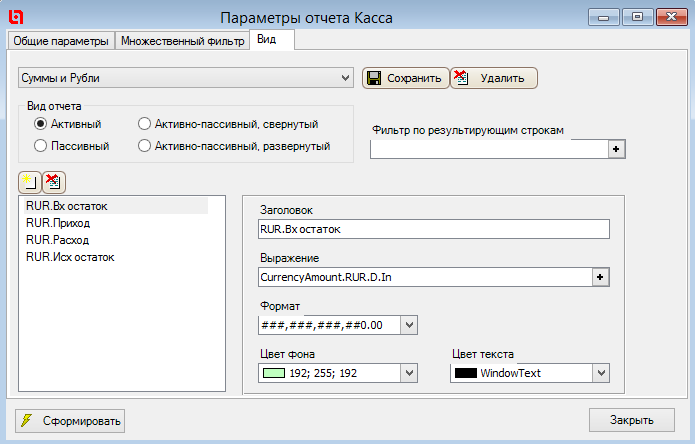 Параметры отчета Касса
Общие параметры Множественный фильтр Вид
Суммы и Рубли Сохранить Удалить
Вид отчета
Активный Активно-пассивный, свернутый
Пассивный Активно-пассивный, развернутый
Фильтр по результирующим строкам
RUR.Вх остаток
RUR.Приход
RUR.Расход
RUR.Исх остаток
Заголовок
RUR.Вх остаток
Выражение
CurrencyAmount.RUR.D.In
Формат
###,###,###,##0.00
Цвет фона Цвет текста
192; 255; 192 WindowText
Сформировать Закрыть